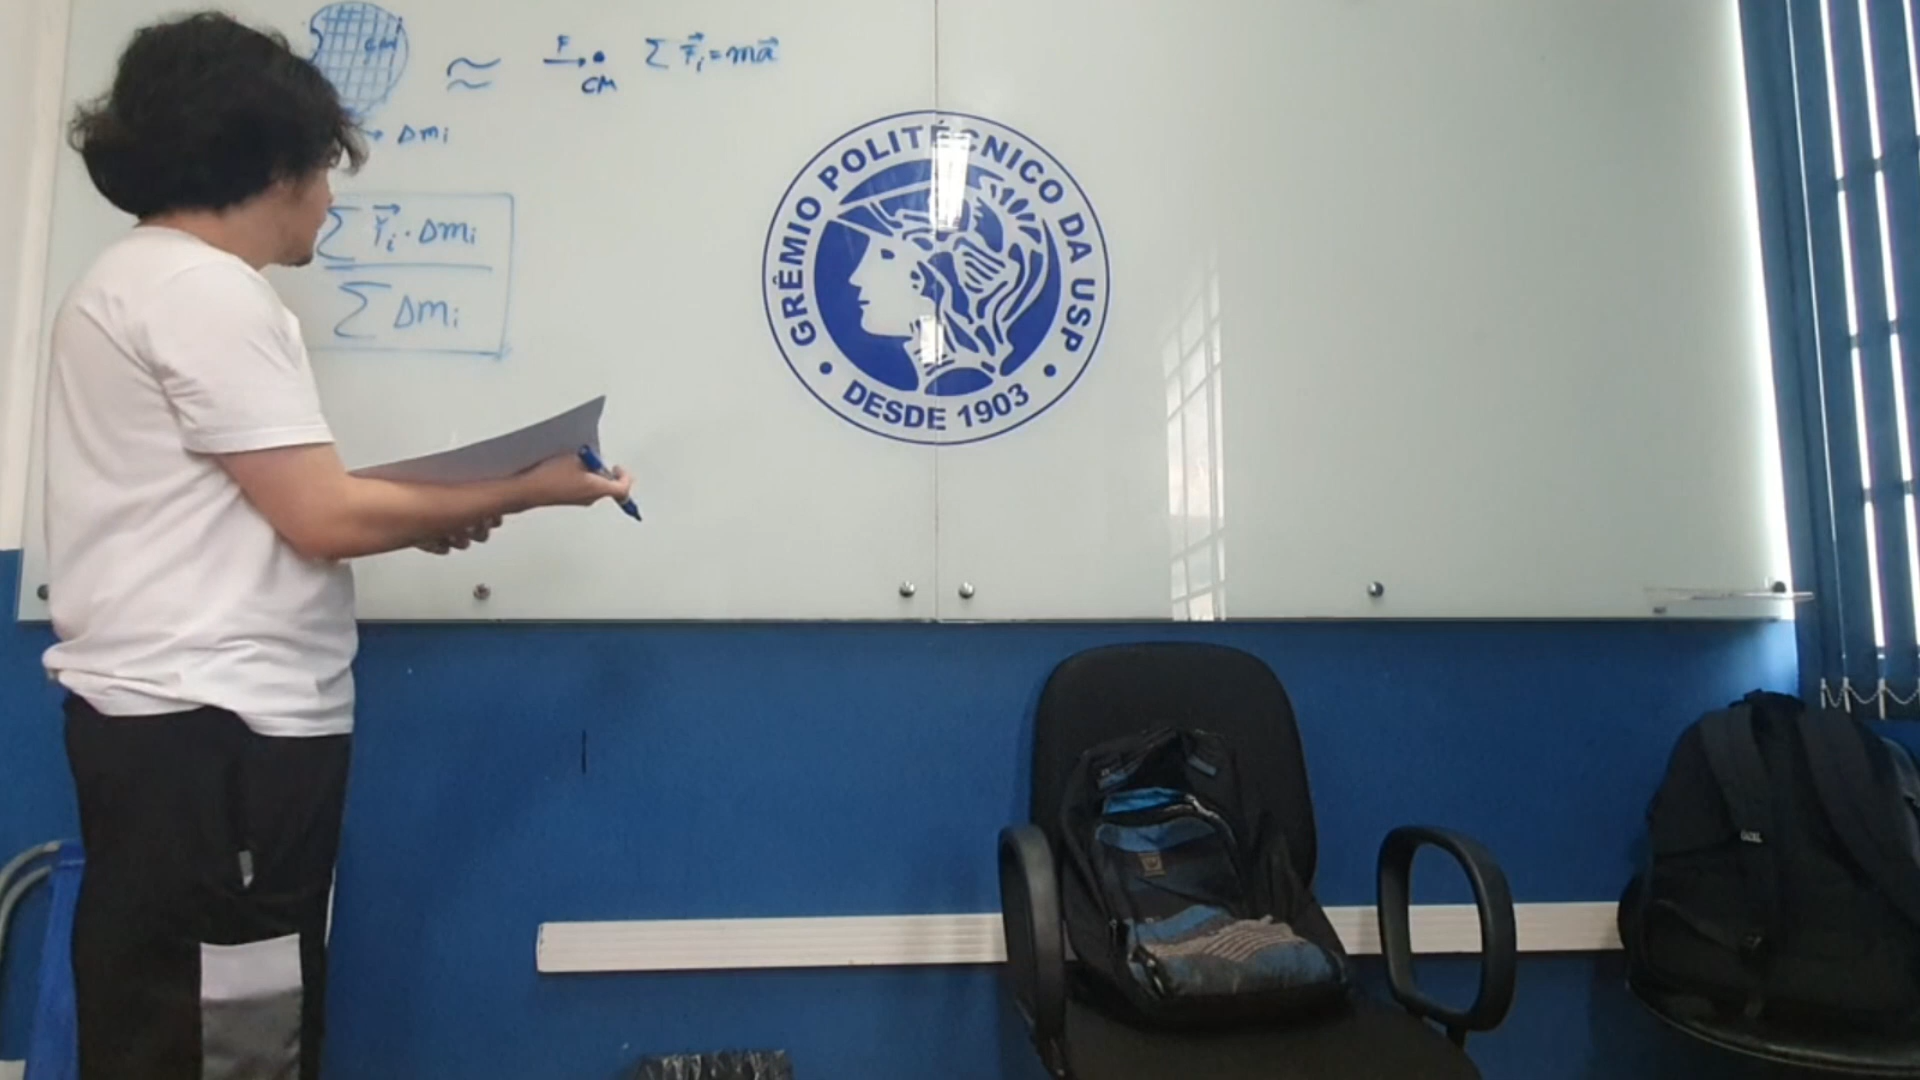 CM
≈ F → CM Σ F⃗ᵢ = ma⃗
→ Δmᵢ
Σ r⃗ᵢ · Δmᵢ
Σ Δmᵢ
GRÊMIO POLITÉCNICO DA USP
• DESDE 1903 •